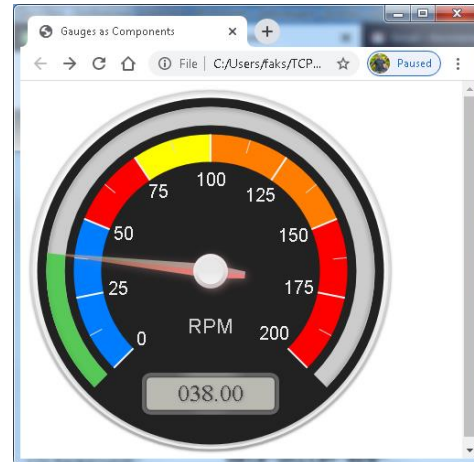 Gauges as Components
File | C:/Users/faks/TCP...
Paused
100
75
125
50
150
25
175
0
200
RPM
038.00